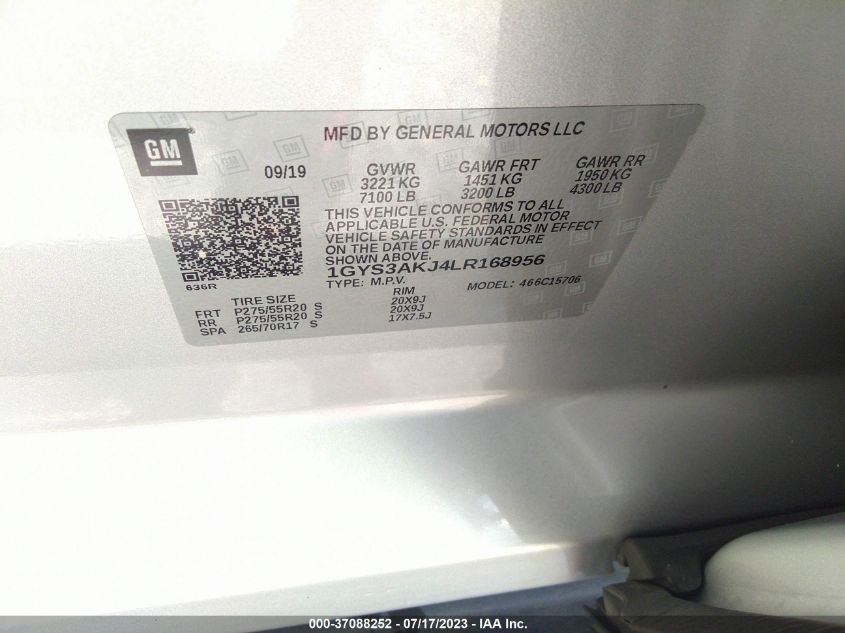 GM
MFD BY GENERAL MOTORS LLC
09/19
GVWR GAWR FRT GAWR RR
3221 KG 1451 KG 1950 KG
7100 LB 3200 LB 4300 LB
THIS VEHICLE CONFORMS TO ALL
APPLICABLE U.S. FEDERAL MOTOR
VEHICLE SAFETY STANDARDS IN EFFECT
ON THE DATE OF MANUFACTURE
SHOWN ABOVE.
1GYS3AKJ4LR168956
TYPE: M.P.V. MODEL: 466C15706
636R
TIRE SIZE RIM
FRT P275/55R20 S 20X9J
RR P275/55R20 S 20X9J
SPA 265/70R17 S 17X7.5J
000-37088252 - 07/17/2023 - IAA Inc.